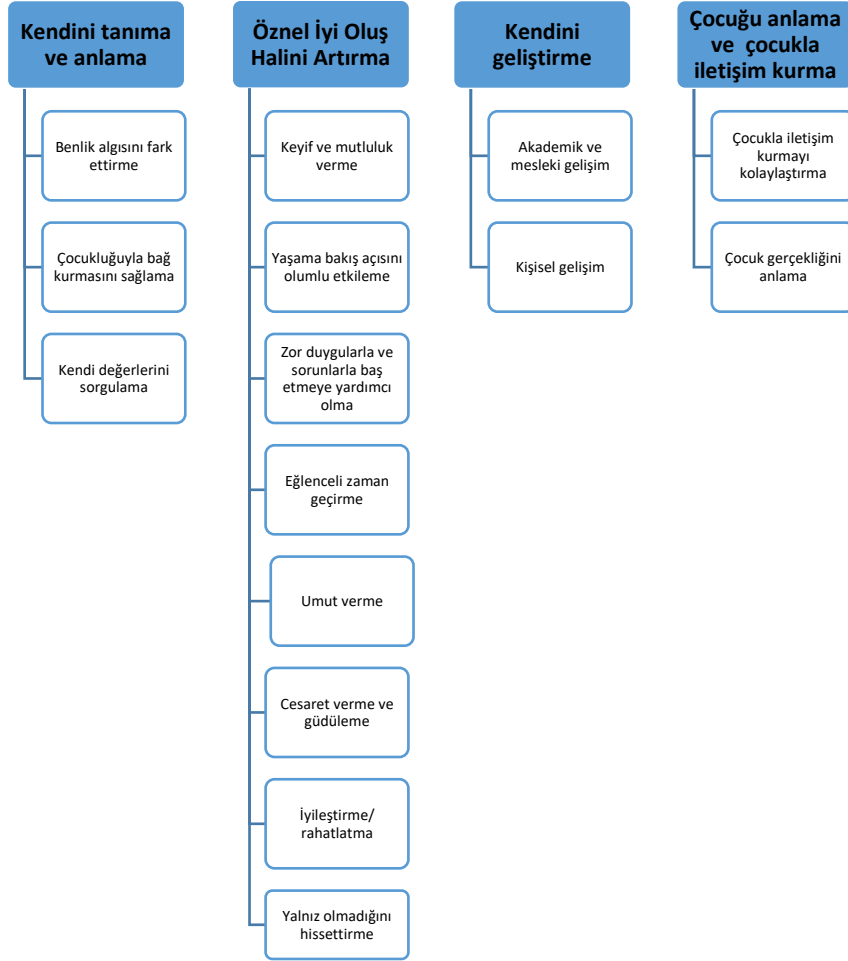 Kendini tanıma
ve anlama
Benlik algısını fark
ettirme
Çocukluğuyla bağ
kurmasını sağlama
Kendi değerlerini
sorgulama
Öznel İyi Oluş
Halini Artırma
Keyif ve mutluluk
verme
Yaşama bakış açısını
olumlu etkileme
Zor duygularla ve
sorunlarla baş
etmeye yardımcı
olma
Eğlenceli zaman
geçirme
Umut verme
Cesaret verme ve
güdüleme
İyileştirme/
rahatlatma
Yalnız olmadığını
hissettirme
Kendini
geliştirme
Akademik ve
mesleki gelişim
Kişisel gelişim
Çocuğu anlama
ve çocukla
iletişim kurma
Çocukla iletişim
kurmayı
kolaylaştırma
Çocuk gerçekliğini
anlama